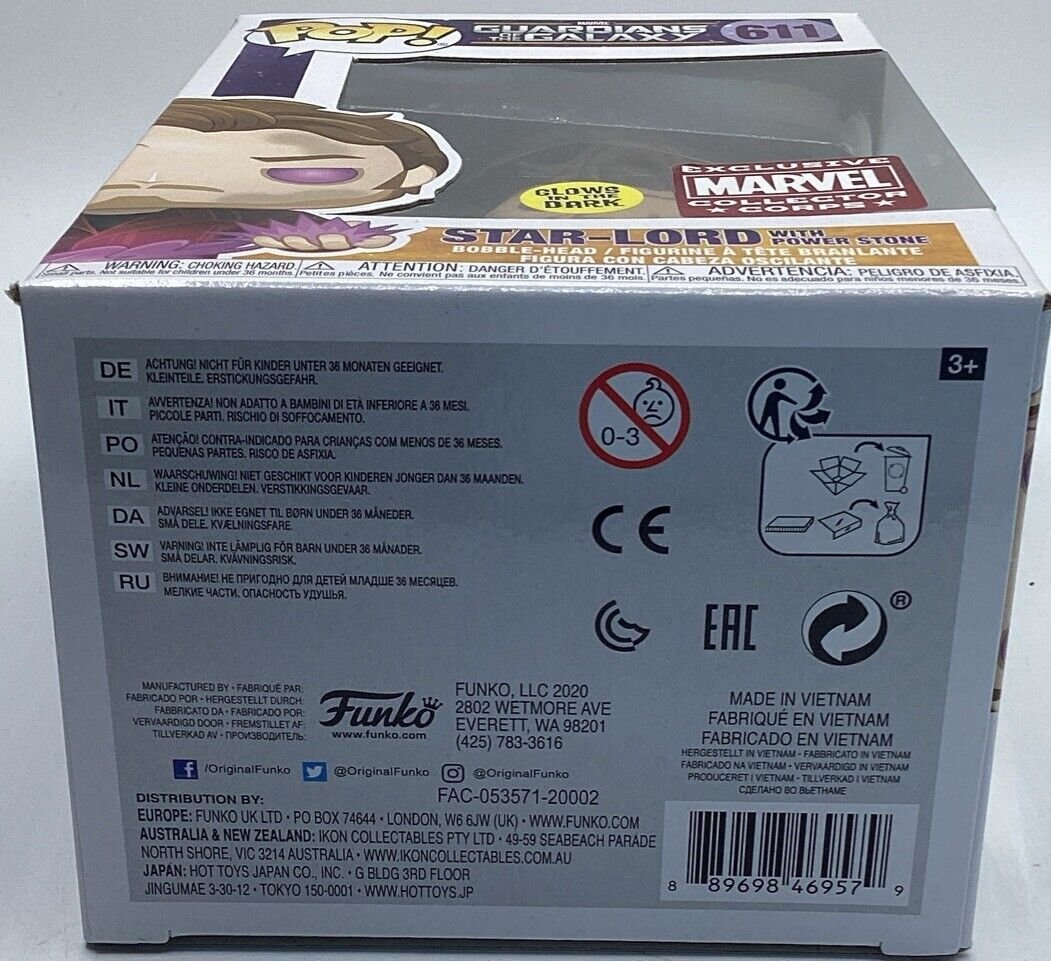 POP!
MARVEL
GUARDIANS
OF THE GALAXY
611
GLOWS
IN THE
DARK
EXCLUSIVE
MARVEL
COLLECTOR
★ CORPS ★
STAR-LORD WITH POWER STONE
BOBBLE-HEAD / FIGURINE À TÊTE BRANLANTE
FIGURA CON CABEZA OSCILANTE
WARNING: CHOKING HAZARD.
Small parts. Not suitable for children under 36 months.
ATTENTION: DANGER D'ÉTOUFFEMENT.
Petites pièces. Ne convient pas aux enfants de moins de 36 mois.
ADVERTENCIA: PELIGRO DE ASFIXIA.
Partes pequeñas. No es adecuado para niños menores de 36 meses
3+
DE ACHTUNG! NICHT FÜR KINDER UNTER 36 MONATEN GEEIGNET.
KLEINTEILE. ERSTICKUNGSGEFAHR.
IT AVVERTENZA! NON ADATTO A BAMBINI DI ETÀ INFERIORE A 36 MESI.
PICCOLE PARTI. RISCHIO DI SOFFOCAMENTO.
PO ATENÇÃO! CONTRA-INDICADO PARA CRIANÇAS COM MENOS DE 36 MESES.
PEQUENAS PARTES. RISCO DE ASFIXIA.
NL WAARSCHUWING! NIET GESCHIKT VOOR KINDEREN JONGER DAN 36 MAANDEN.
KLEINE ONDERDELEN. VERSTIKKINGSGEVAAR.
DA ADVARSEL! IKKE EGNET TIL BØRN UNDER 36 MÅNEDER.
SMÅ DELE. KVÆLNINGSFARE.
SW VARNING! INTE LÄMPLIG FÖR BARN UNDER 36 MÅNADER.
SMÅ DELAR. KVÄVNINGSRISK.
RU ВНИМАНИЕ! НЕ ПРИГОДНО ДЛЯ ДЕТЕЙ МЛАДШЕ 36 МЕСЯЦЕВ.
МЕЛКИЕ ЧАСТИ. ОПАСНОСТЬ УДУШЬЯ.
0-3
CE
EAC
®
MANUFACTURED BY • FABRIQUÉ PAR:
FABRICADO POR • HERGESTELLT DURCH:
FABBRICATO DA • FABRICADO POR:
VERVAARDIGD DOOR • FREMSTILLET AF:
TILLVERKAD AV • ПРОИЗВОДИТЕЛЬ:
Funko
www.funko.com
FUNKO, LLC 2020
2802 WETMORE AVE
EVERETT, WA 98201
(425) 783-3616
MADE IN VIETNAM
FABRIQUÉ EN VIETNAM
FABRICADO EN VIETNAM
HERGESTELLT IN VIETNAM • FABBRICATO IN VIETNAM
FABRICADO NA VIETNAM • VERVAARDIGD IN VIETNAM
PRODUCERET I VIETNAM • TILLVERKAD I VIETNAM
СДЕЛАНО ВО ВЬЕТНАМЕ
f /OriginalFunko @OriginalFunko @OriginalFunko
FAC-053571-20002
DISTRIBUTION BY:
EUROPE: FUNKO UK LTD • PO BOX 74644 • LONDON, W6 6JW (UK) • WWW.FUNKO.COM
AUSTRALIA & NEW ZEALAND: IKON COLLECTABLES PTY LTD • 49-59 SEABEACH PARADE
NORTH SHORE, VIC 3214 AUSTRALIA • WWW.IKONCOLLECTABLES.COM.AU
JAPAN: HOT TOYS JAPAN CO., INC. • G BLDG 3RD FLOOR
JINGUMAE 3-30-12 • TOKYO 150-0001 • WWW.HOTTOYS.JP
8 89698 46957 9